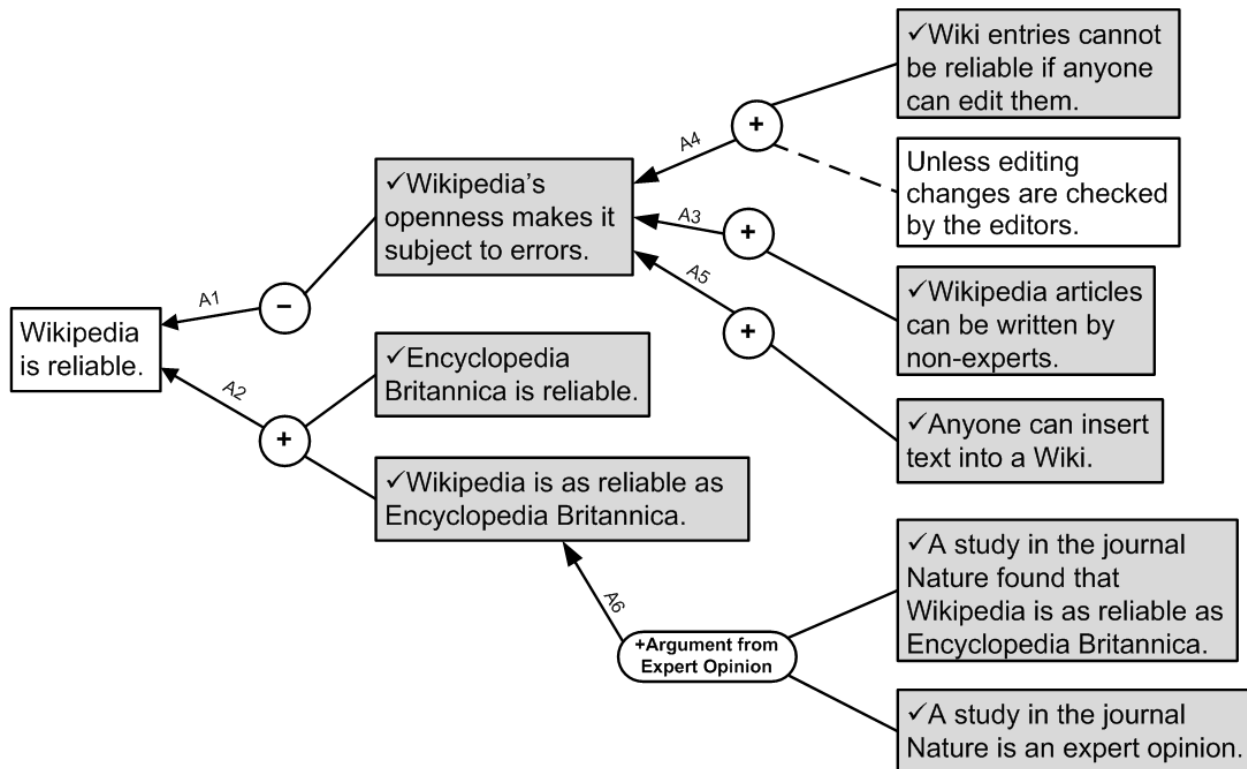 ✓Wiki entries cannot
be reliable if anyone
can edit them.
+
A4
Unless editing
changes are checked
by the editors.
✓Wikipedia's
openness makes it
subject to errors.
A3
+
A5
✓Wikipedia articles
can be written by
non-experts.
+
A1
−
Wikipedia
is reliable.
✓Encyclopedia
Britannica is reliable.
A2
+
✓Anyone can insert
text into a Wiki.
✓Wikipedia is as reliable as
Encyclopedia Britannica.
A6
✓A study in the journal
Nature found that
Wikipedia is as reliable as
Encyclopedia Britannica.
+Argument from
Expert Opinion
✓A study in the journal
Nature is an expert opinion.